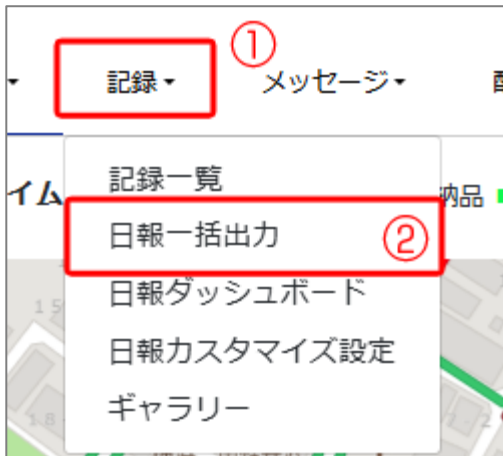 ①
記録 メッセージ
記録一覧
イム 納品
日報一括出力 ②
日報ダッシュボード
日報カスタマイズ設定
ギャラリー